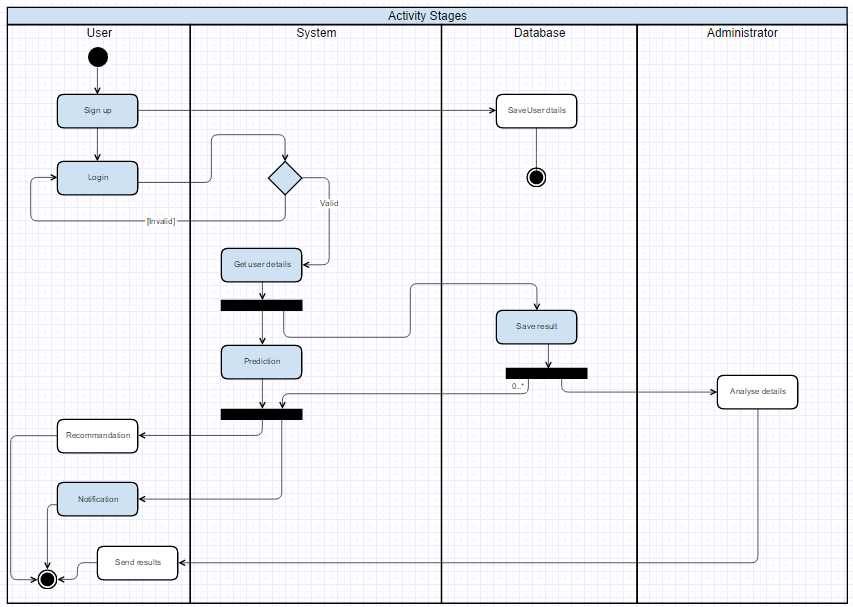 Activity Stages
User
System
Database
Administrator
Sign up
SaveUser dtails
Login
Valid
[Invalid]
Get user details
Save result
Prediction
0..*
Analyse details
Recommandation
Notification
Send results